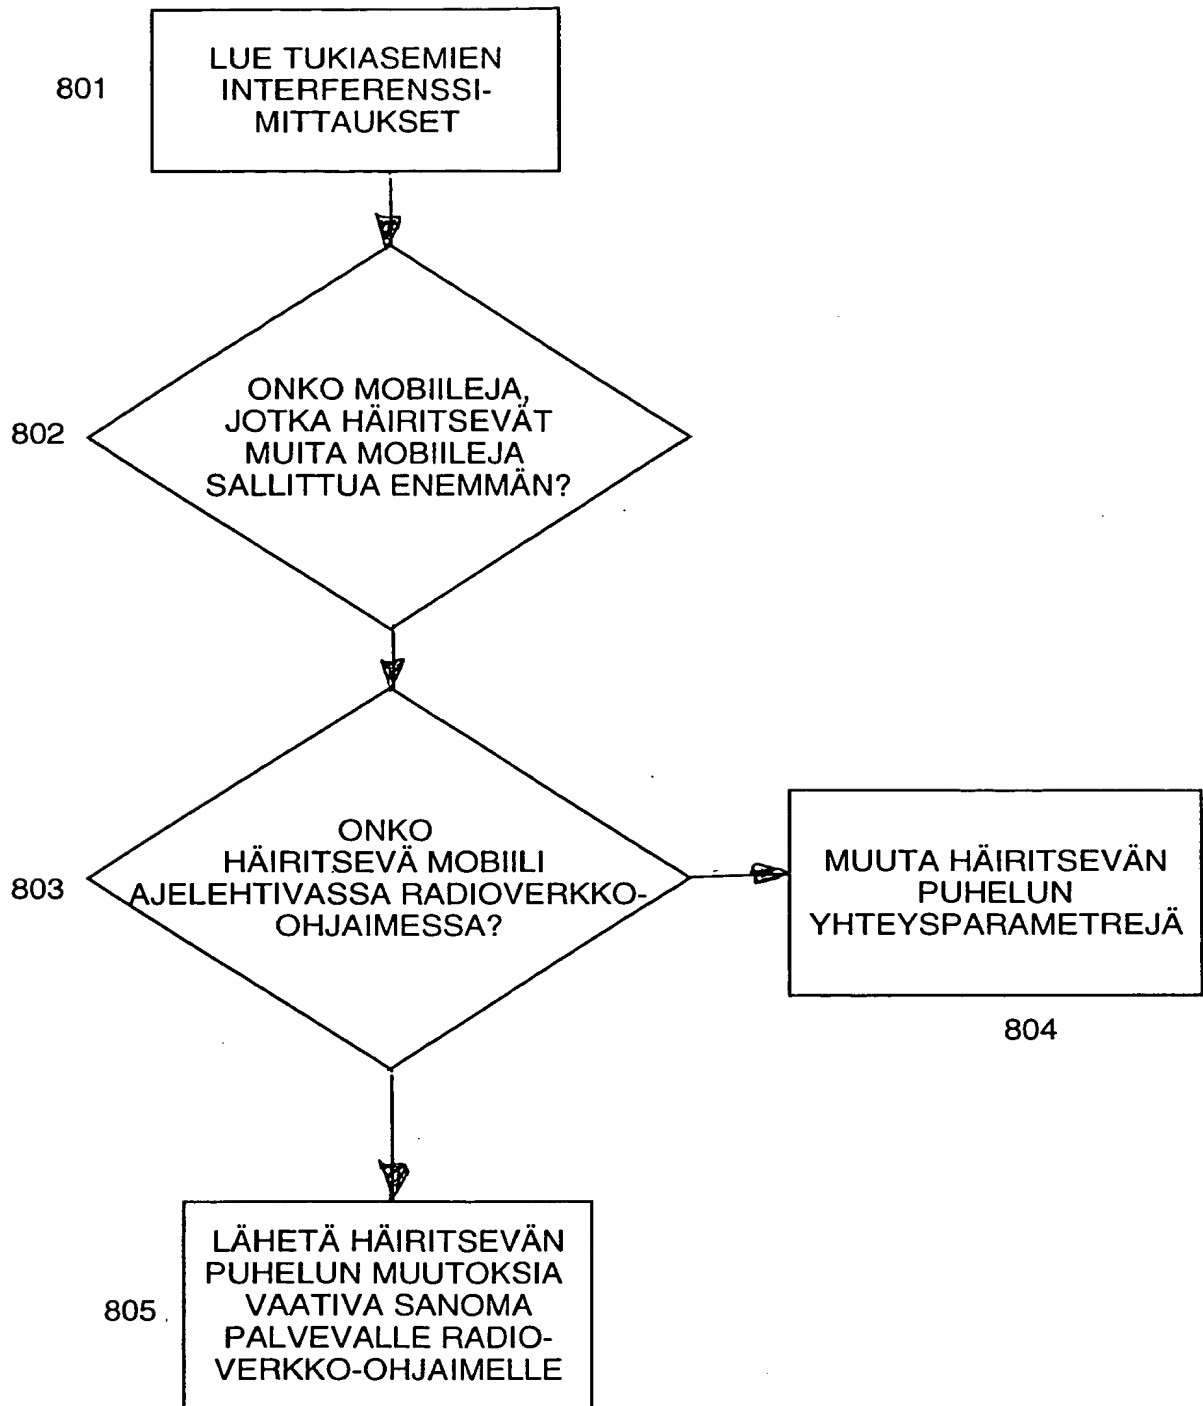 801
LUE TUKIASEMIEN
INTERFERENSSI-
MITTAUKSET
802
ONKO MOBIILEJA,
JOTKA HÄIRITSEVÄT
MUITA MOBIILEJA
SALLITTUA ENEMMÄN?
803
ONKO
HÄIRITSEVÄ MOBIILI
AJELEHTIVASSA RADIOVERKKO-
OHJAIMESSA?
MUUTA HÄIRITSEVÄN
PUHELUN
YHTEYSPARAMETREJÄ
804
805
LÄHETÄ HÄIRITSEVÄN
PUHELUN MUUTOKSIA
VAATIVA SANOMA
PALVEVALLE RADIO-
VERKKO-OHJAIMELLE